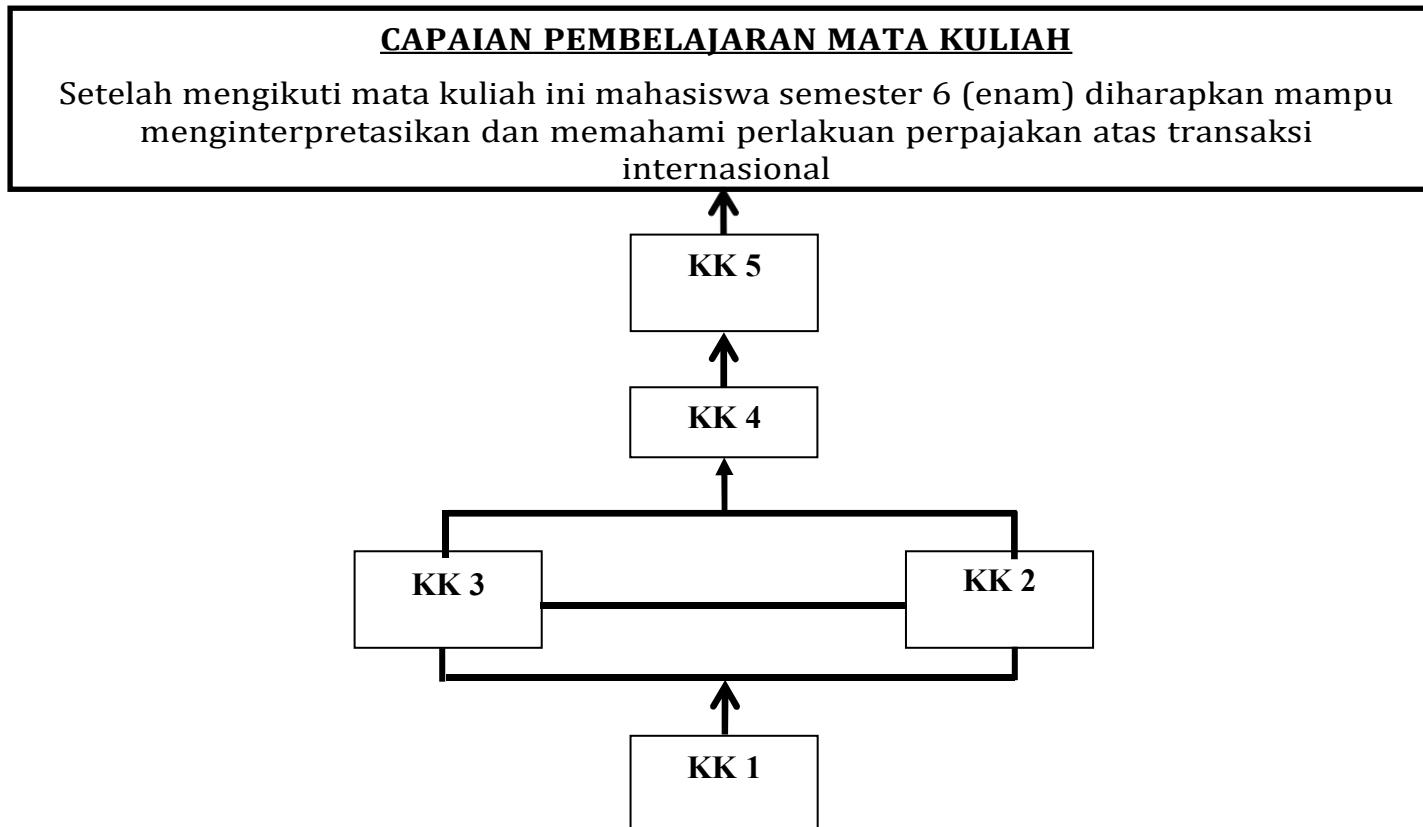 CAPAIAN PEMBELAJARAN MATA KULIAH
Setelah mengikuti mata kuliah ini mahasiswa semester 6 (enam) diharapkan mampu
menginterpretasikan dan memahami perlakuan perpajakan atas transaksi
internasional
KK 5
KK 4
KK 3
KK 2
KK 1